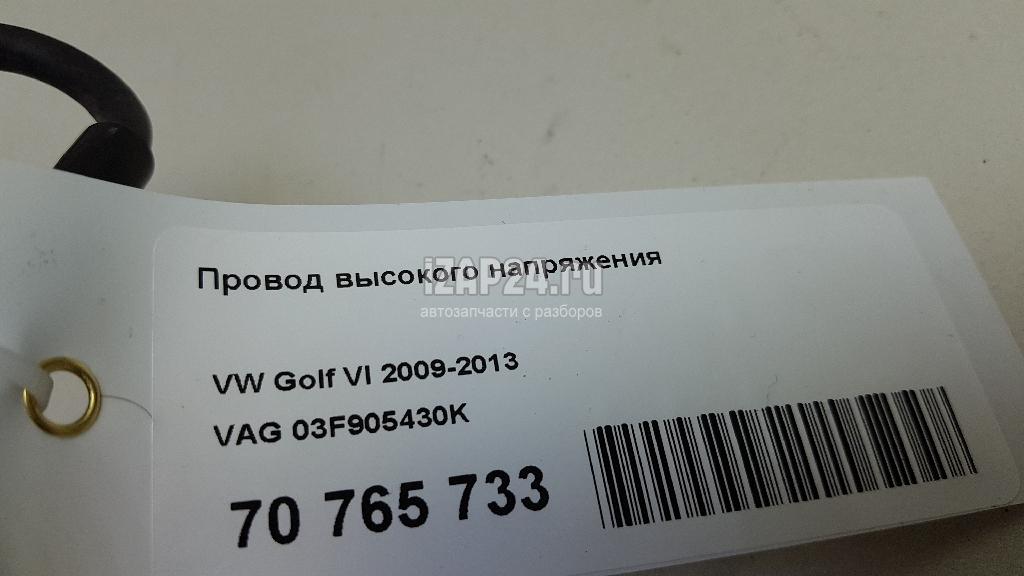 Провод высокого напряжения
iZAP24.ru
автозапчасти с разборов
VW Golf VI 2009-2013
VAG 03F905430K
70 765 733